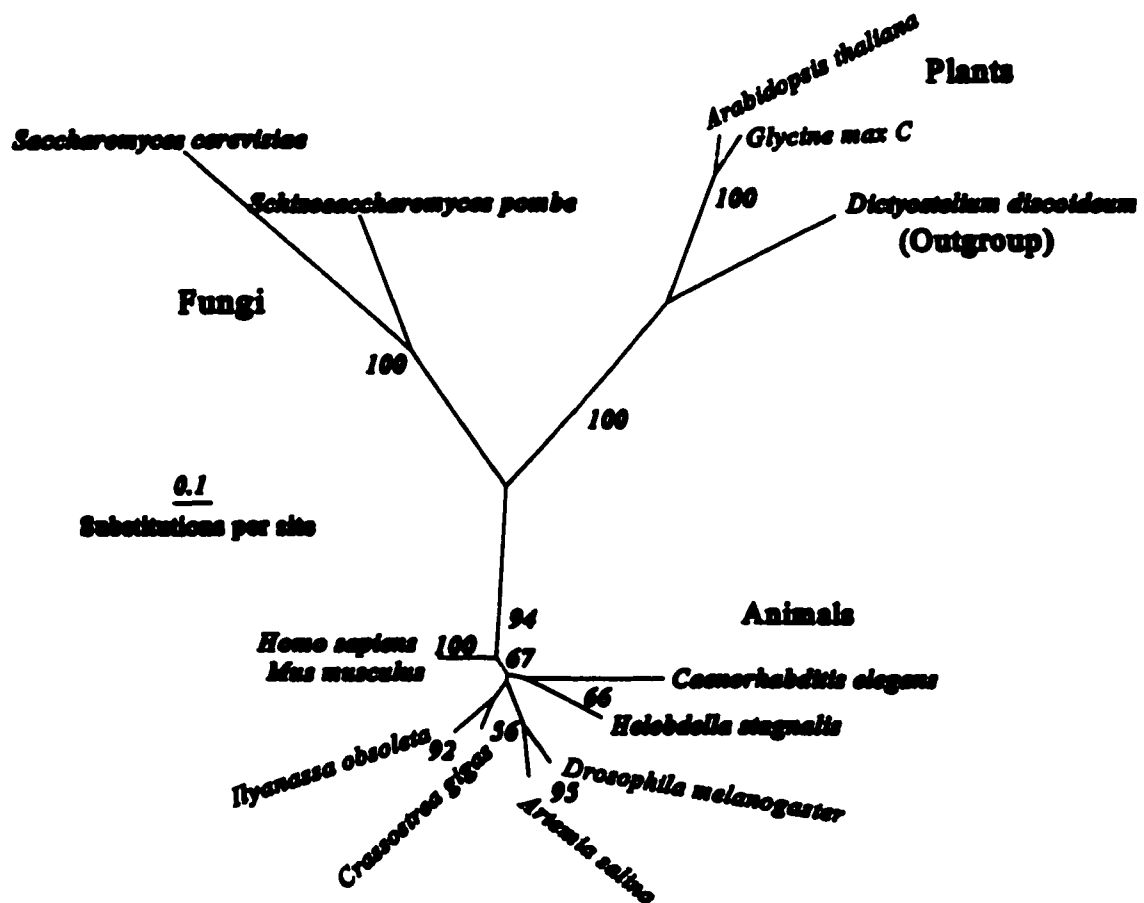 Arabidopsis thaliana
Plants
Glycine max C
Saccharomyces cerevisiae
Schizosaccharomyces pombe
100
Dictyostelium discoideum
(Outgroup)
Fungi
100
100
0.1
Substitutions per site
94
Animals
Homo sapiens
100
Mus musculus
67
Caenorhabditis elegans
66
Helobdella stagnalis
Ilyanassa obsoleta
92
56
Crassostrea gigas
Drosophila melanogaster
95
Artemia salina